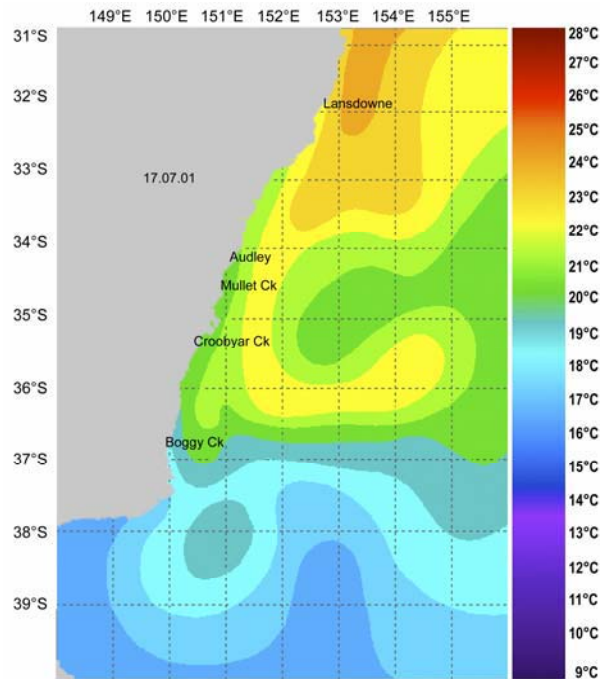 149°E 150°E 151°E 152°E 153°E 154°E 155°E
31°S
32°S
33°S
34°S
35°S
36°S
37°S
38°S
39°S
Lansdowne
17.07.01
Audley
Mullet Ck
Croobyar Ck
Boggy Ck
28°C
27°C
26°C
25°C
24°C
23°C
22°C
21°C
20°C
19°C
18°C
17°C
16°C
15°C
14°C
13°C
12°C
11°C
10°C
9°C